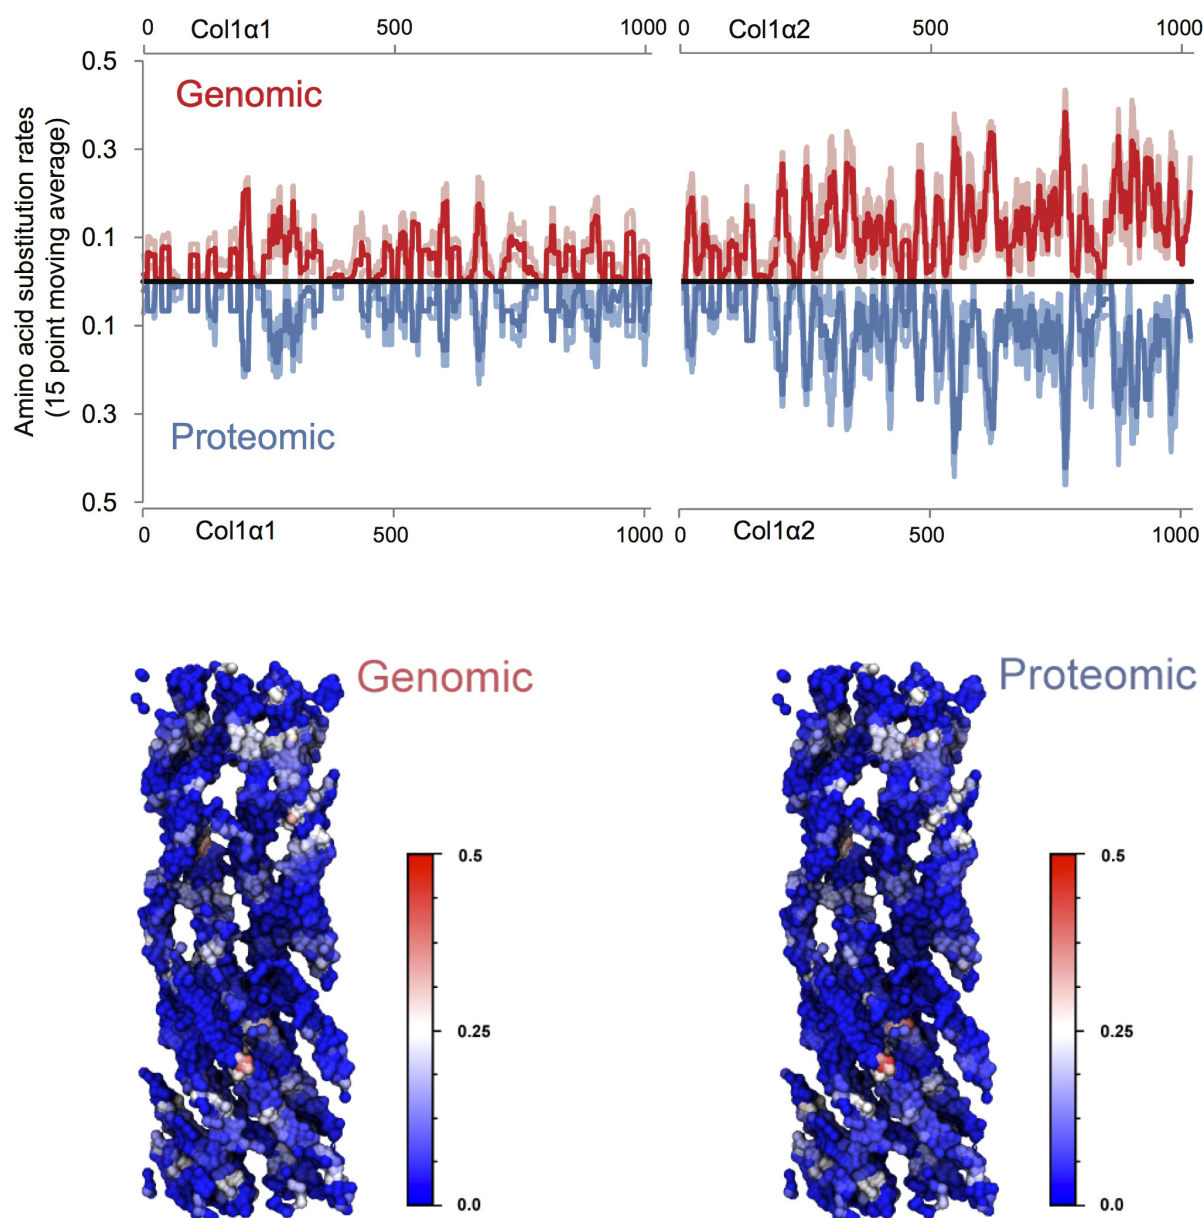 0 Col1α1 500 1000 0 Col1α2 500 1000
0.5
Genomic
0.3
0.1
0.1
0.3
Proteomic
0.5
Amino acid substitution rates
(15 point moving average)
0 Col1α1 500 1000 0 Col1α2 500 1000
Genomic
Proteomic
0.5
0.25
0.0
0.5
0.25
0.0